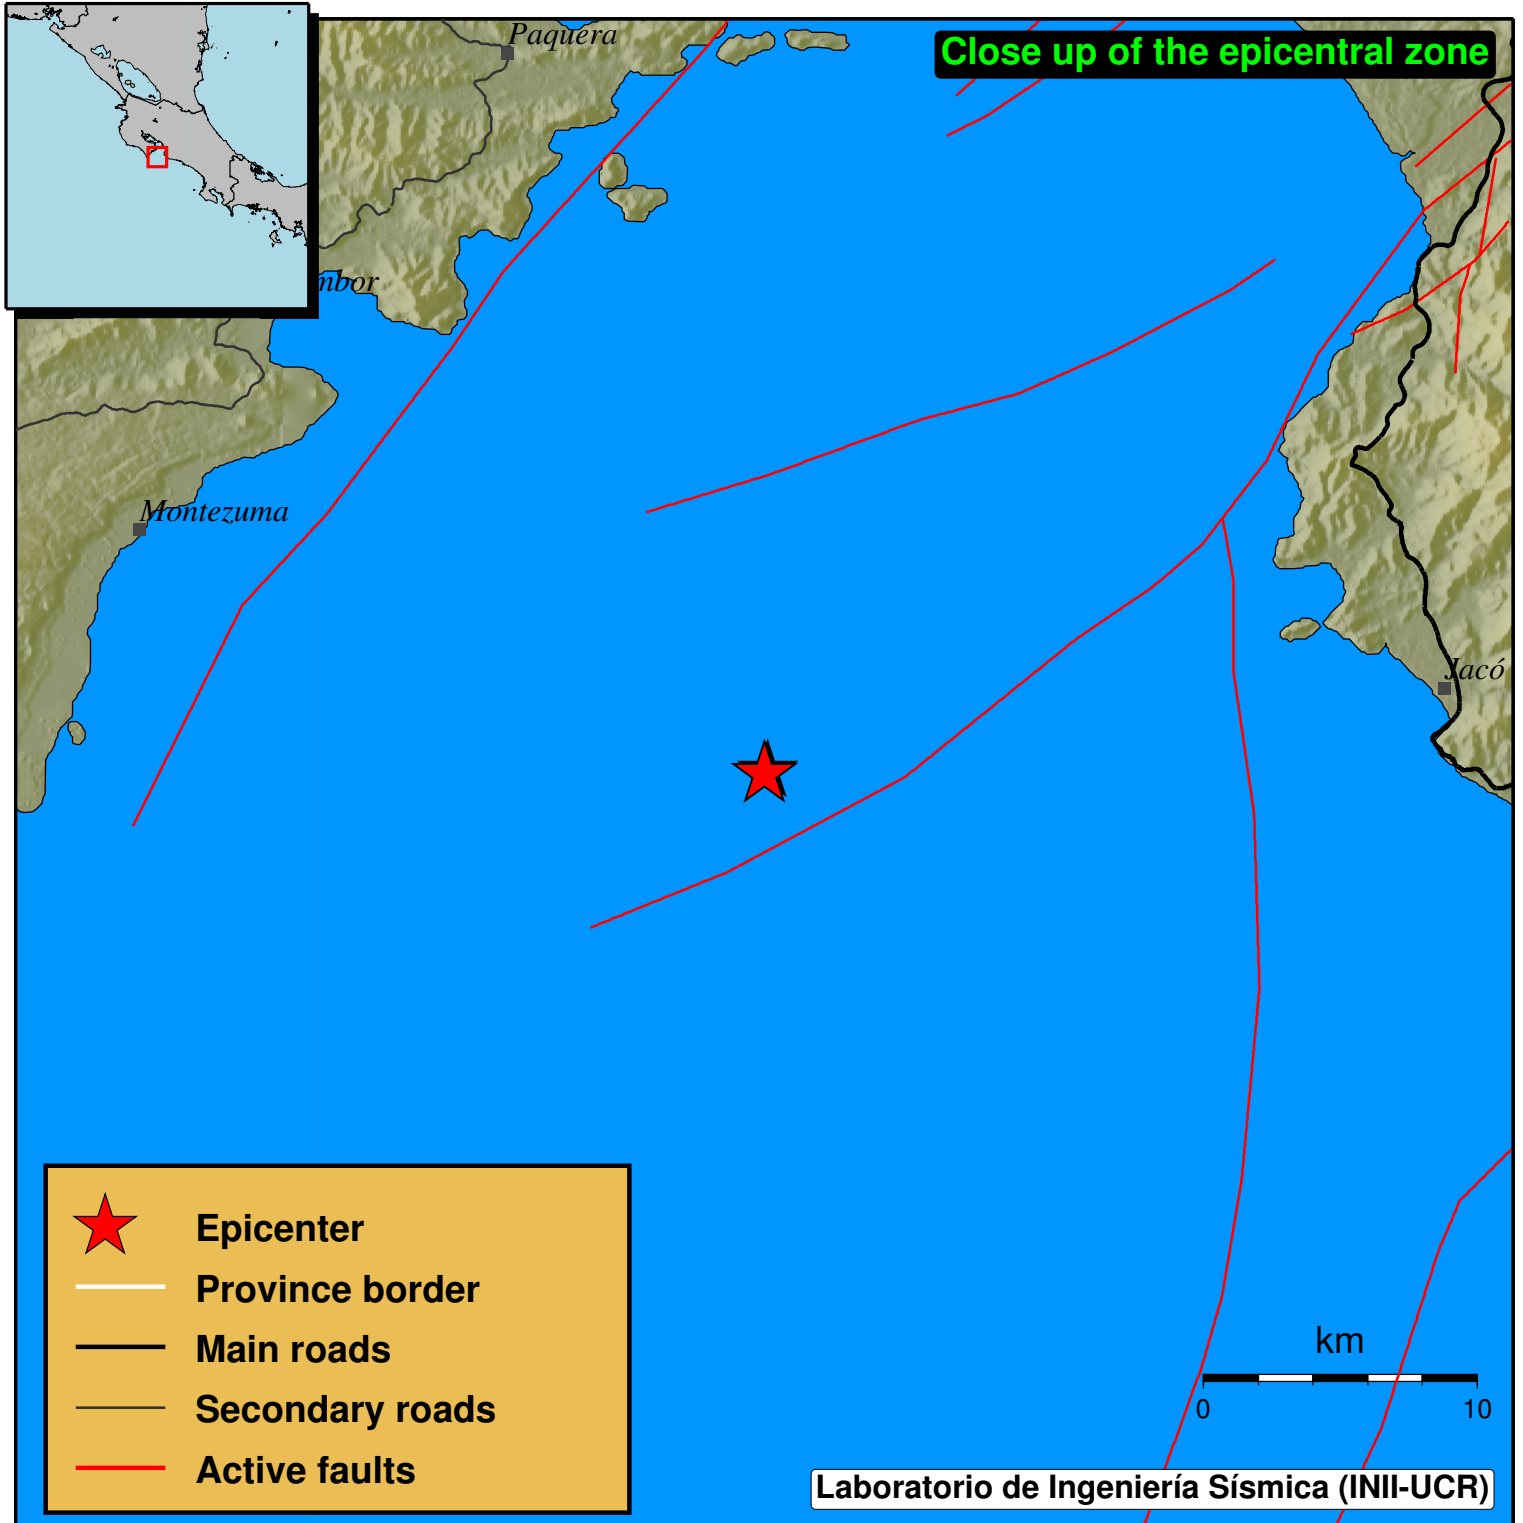 Paquera
Close up of the epicentral zone
mbor
Montezuma
Jacó
Epicenter
Province border
Main roads
Secondary roads
Active faults
km
0 10
Laboratorio de Ingeniería Sísmica (INII-UCR)